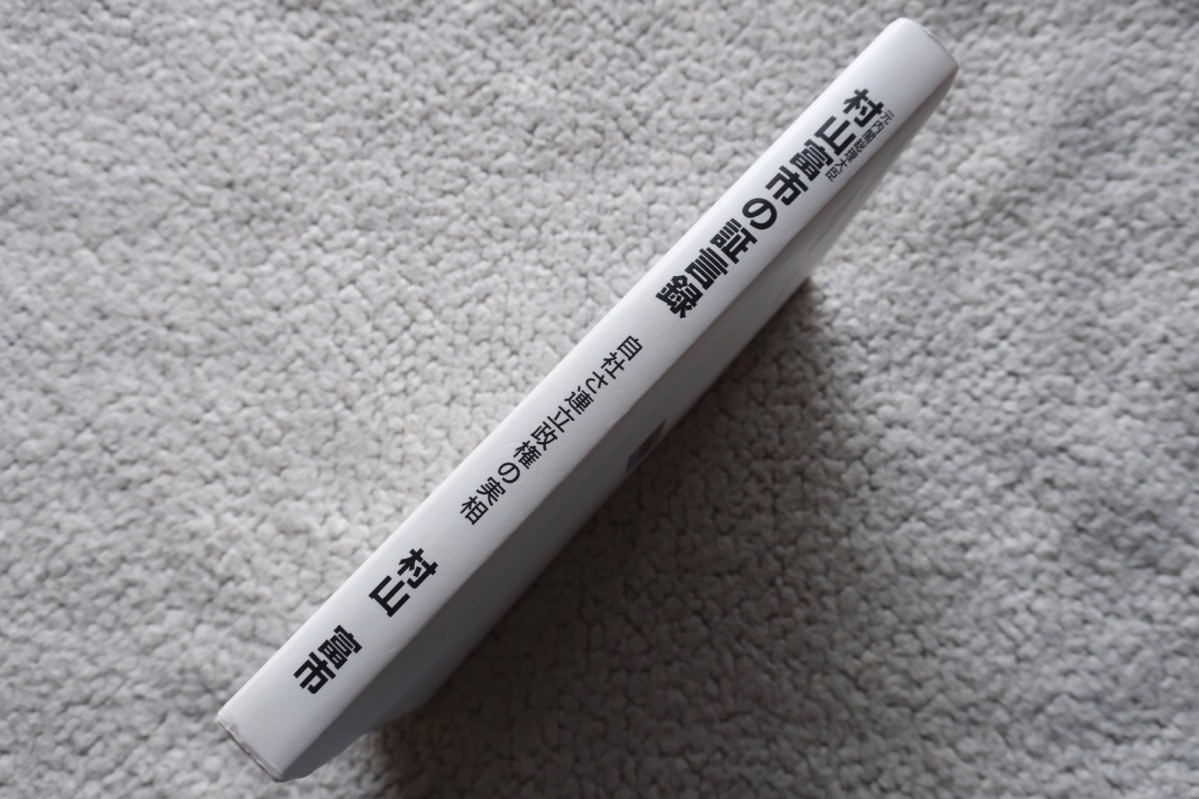 元内閣総理大臣
村山富市の証言録
自社さ連立政権の実相
村山 富市